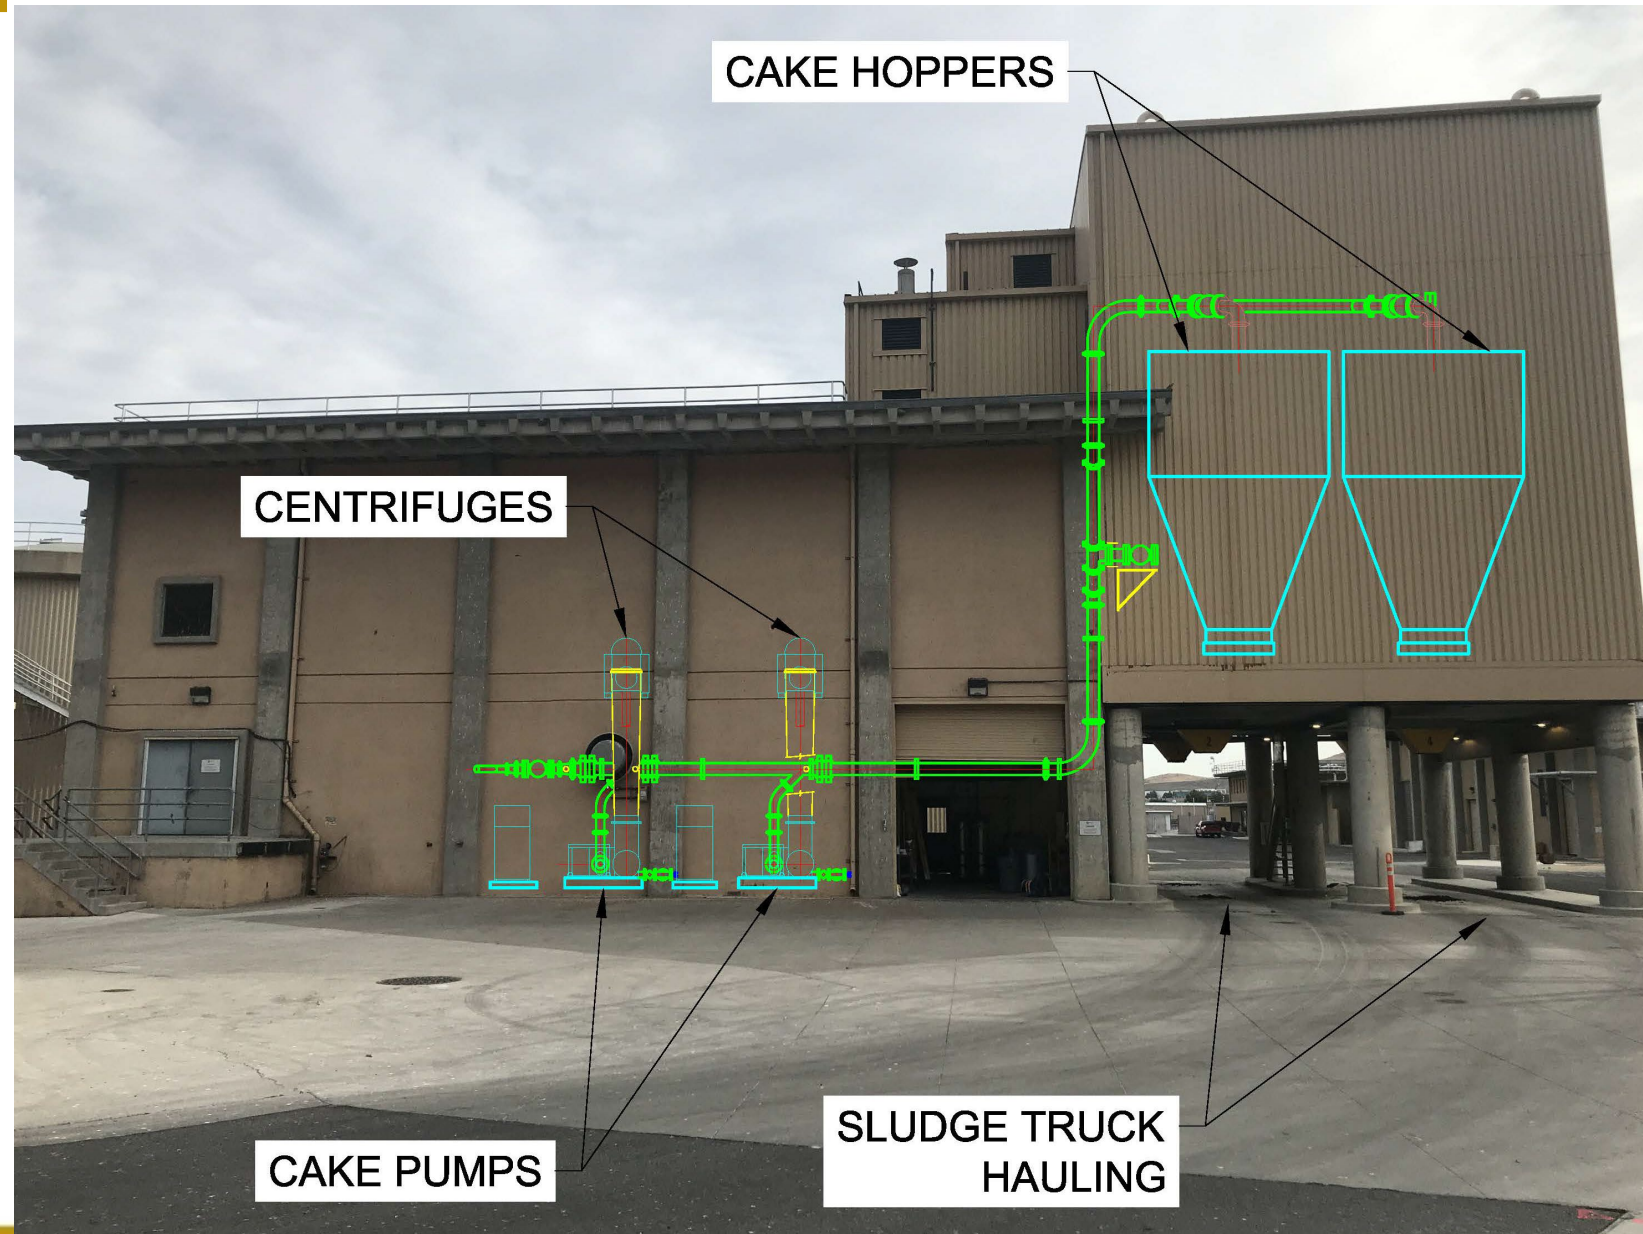 CAKE HOPPERS
CENTRIFUGES
CAKE PUMPS
SLUDGE TRUCK
HAULING